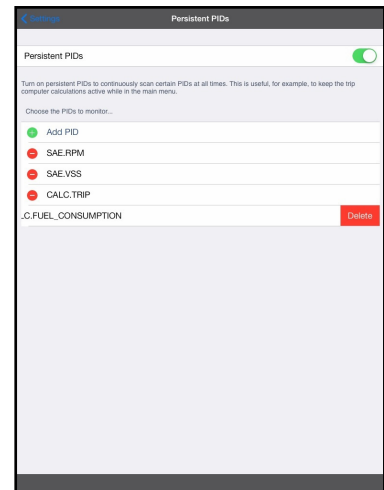 Settings
Persistent PIDs
Persistent PIDs
Turn on persistent PIDs to continuously scan certain PIDs at all times. This is useful, for example, to keep the trip
computer calculations active while in the main menu.
Choose the PIDs to monitor...
Add PID
SAE.RPM
SAE.VSS
CALC.TRIP
.C.FUEL_CONSUMPTION Delete